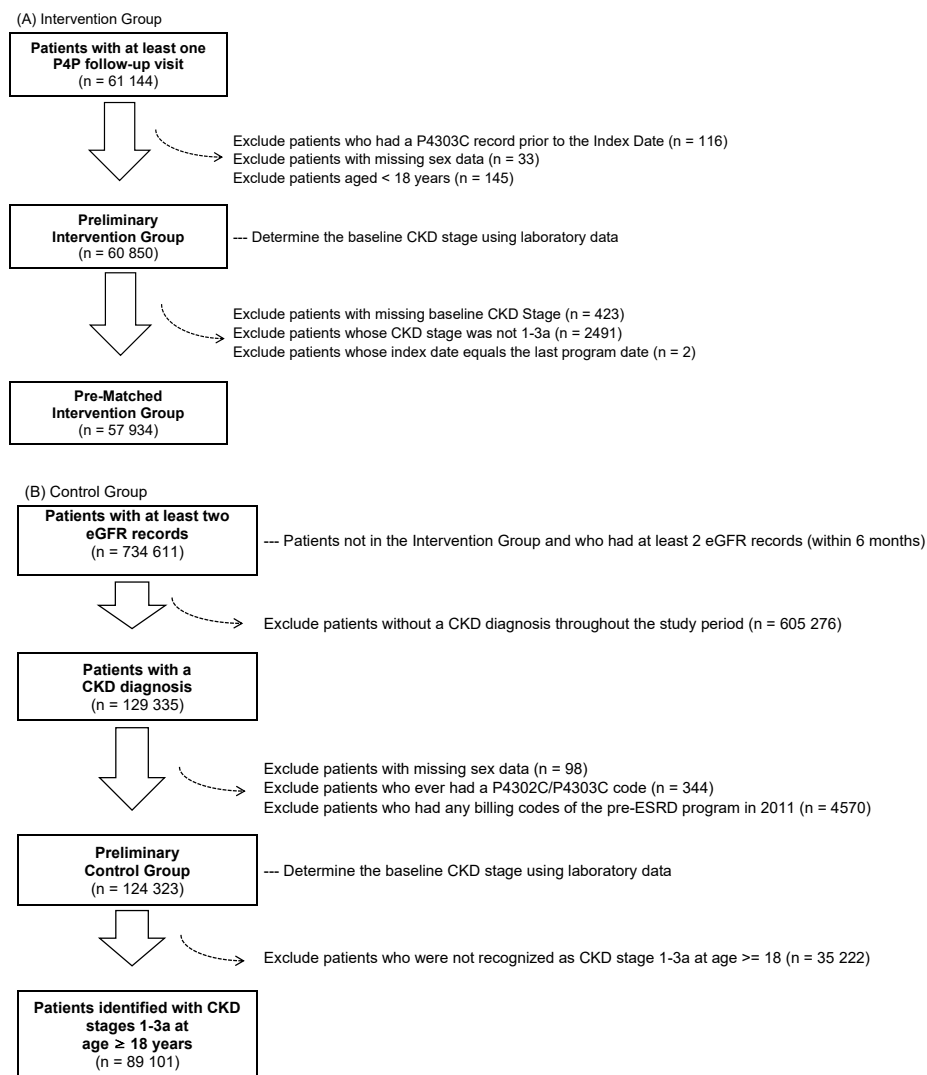 (A) Intervention Group
Patients with at least one
P4P follow-up visit
(n = 61 144)
Exclude patients who had a P4303C record prior to the Index Date (n = 116)
Exclude patients with missing sex data (n = 33)
Exclude patients aged < 18 years (n = 145)
Preliminary
Intervention Group
(n = 60 850)
--- Determine the baseline CKD stage using laboratory data
Exclude patients with missing baseline CKD Stage (n = 423)
Exclude patients whose CKD stage was not 1-3a (n = 2491)
Exclude patients whose index date equals the last program date (n = 2)
Pre-Matched
Intervention Group
(n = 57 934)
(B) Control Group
Patients with at least two
eGFR records
(n = 734 611)
--- Patients not in the Intervention Group and who had at least 2 eGFR records (within 6 months)
Exclude patients without a CKD diagnosis throughout the study period (n = 605 276)
Patients with a
CKD diagnosis
(n = 129 335)
Exclude patients with missing sex data (n = 98)
Exclude patients who ever had a P4302C/P4303C code (n = 344)
Exclude patients who had any billing codes of the pre-ESRD program in 2011 (n = 4570)
Preliminary
Control Group
(n = 124 323)
--- Determine the baseline CKD stage using laboratory data
Exclude patients who were not recognized as CKD stage 1-3a at age >= 18 (n = 35 222)
Patients identified with CKD
stages 1-3a at
age ≥ 18 years
(n = 89 101)